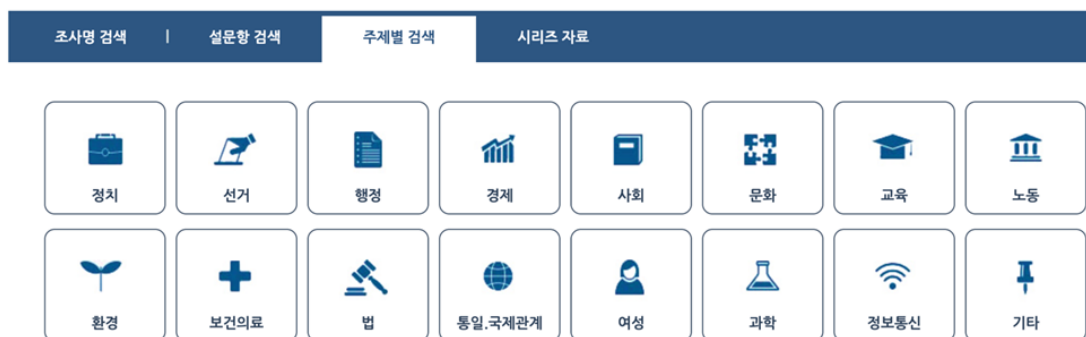 조사명 검색 | 설문항 검색 주제별 검색 시리즈 자료
정치 선거 행정 경제 사회 문화 교육 노동
환경 보건의료 법 통일.국제관계 여성 과학 정보통신 기타